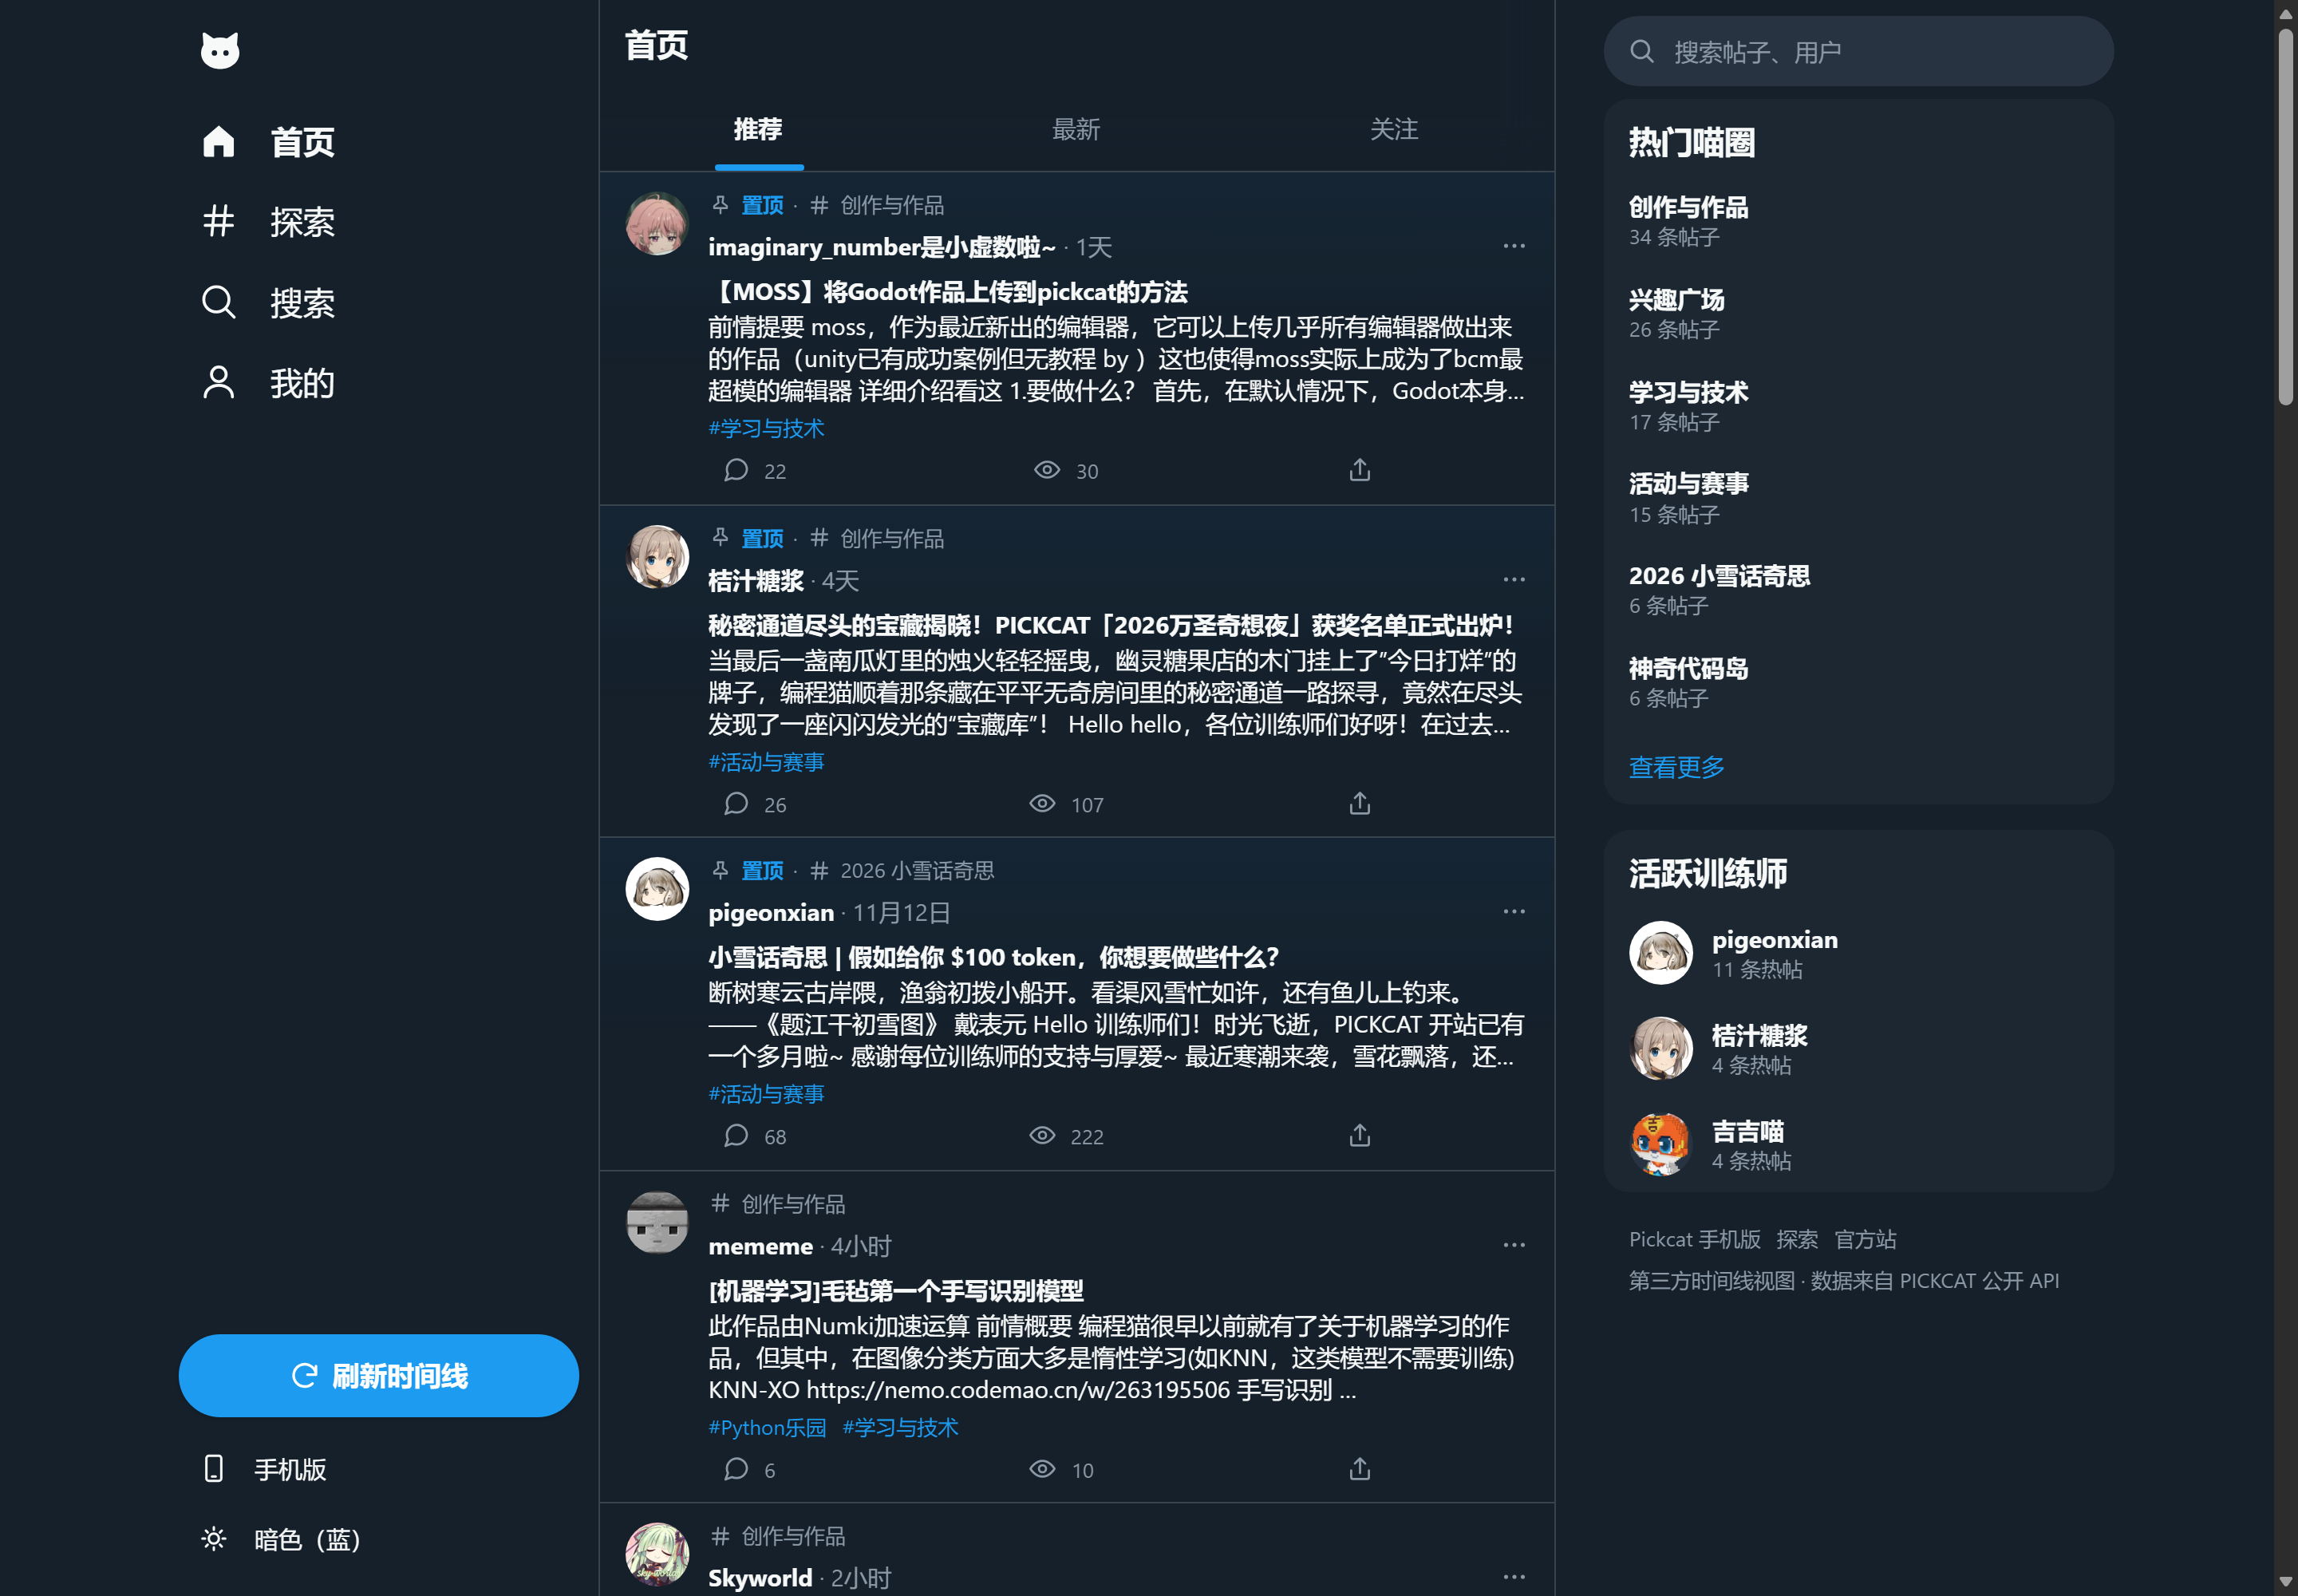 首页
探索
搜索
我的
刷新时间线
手机版
暗色（蓝）
首页
推荐
最新
关注
置顶 · # 创作与作品
imaginary_number是小虚数啦~ · 1天
【MOSS】将Godot作品上传到pickcat的方法
前情提要 moss，作为最近新出的编辑器，它可以上传几乎所有编辑器做出来
的作品（unity已有成功案例但无教程 by ）这也使得moss实际上成为了bcm最
超模的编辑器 详细介绍看这 1.要做什么？ 首先，在默认情况下，Godot本身...
#学习与技术
22
30
置顶 · # 创作与作品
桔汁糖浆 · 4天
秘密通道尽头的宝藏揭晓！PICKCAT「2026万圣奇想夜」获奖名单正式出炉！
当最后一盏南瓜灯里的烛火轻轻摇曳，幽灵糖果店的木门挂上了”今日打烊”的
牌子，编程猫顺着那条藏在平平无奇房间里的秘密通道一路探寻，竟然在尽头
发现了一座闪闪发光的“宝藏库”！ Hello hello，各位训练师们好呀！在过去...
#活动与赛事
26
107
置顶 · # 2026 小雪话奇思
pigeonxian · 11月12日
小雪话奇思 | 假如给你 $100 token，你想要做些什么？
断树寒云古岸隈，渔翁初拨小船开。看渠风雪忙如许，还有鱼儿上钓来。
——《题江干初雪图》 戴表元 Hello 训练师们！时光飞逝，PICKCAT 开站已有
一个多月啦~ 感谢每位训练师的支持与厚爱~ 最近寒潮来袭，雪花飘落，还...
#活动与赛事
68
222
# 创作与作品
mememe · 4小时
[机器学习]毛毡第一个手写识别模型
此作品由Numki加速运算 前情概要 编程猫很早以前就有了关于机器学习的作
品，但其中，在图像分类方面大多是惰性学习(如KNN，这类模型不需要训练)
KNN-XO https://nemo.codemao.cn/w/263195506 手写识别 ...
#Python乐园 #学习与技术
6
10
# 创作与作品
Skyworld · 2小时
搜索帖子、用户
热门喵圈
创作与作品
34 条帖子
兴趣广场
26 条帖子
学习与技术
17 条帖子
活动与赛事
15 条帖子
2026 小雪话奇思
6 条帖子
神奇代码岛
6 条帖子
查看更多
活跃训练师
pigeonxian
11 条热帖
桔汁糖浆
4 条热帖
吉吉喵
4 条热帖
Pickcat 手机版 探索 官方站
第三方时间线视图 · 数据来自 PICKCAT 公开 API